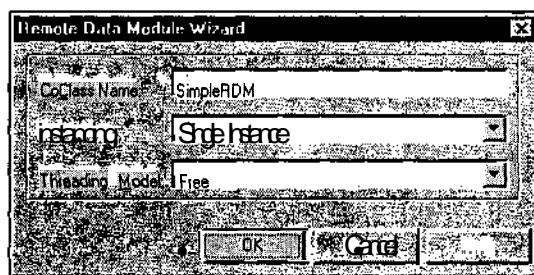 Remote Data Module Wizard
CoClass Name: SimpleRDM
Instancing: Single Instance
Threading Model: Free
OK Cancel